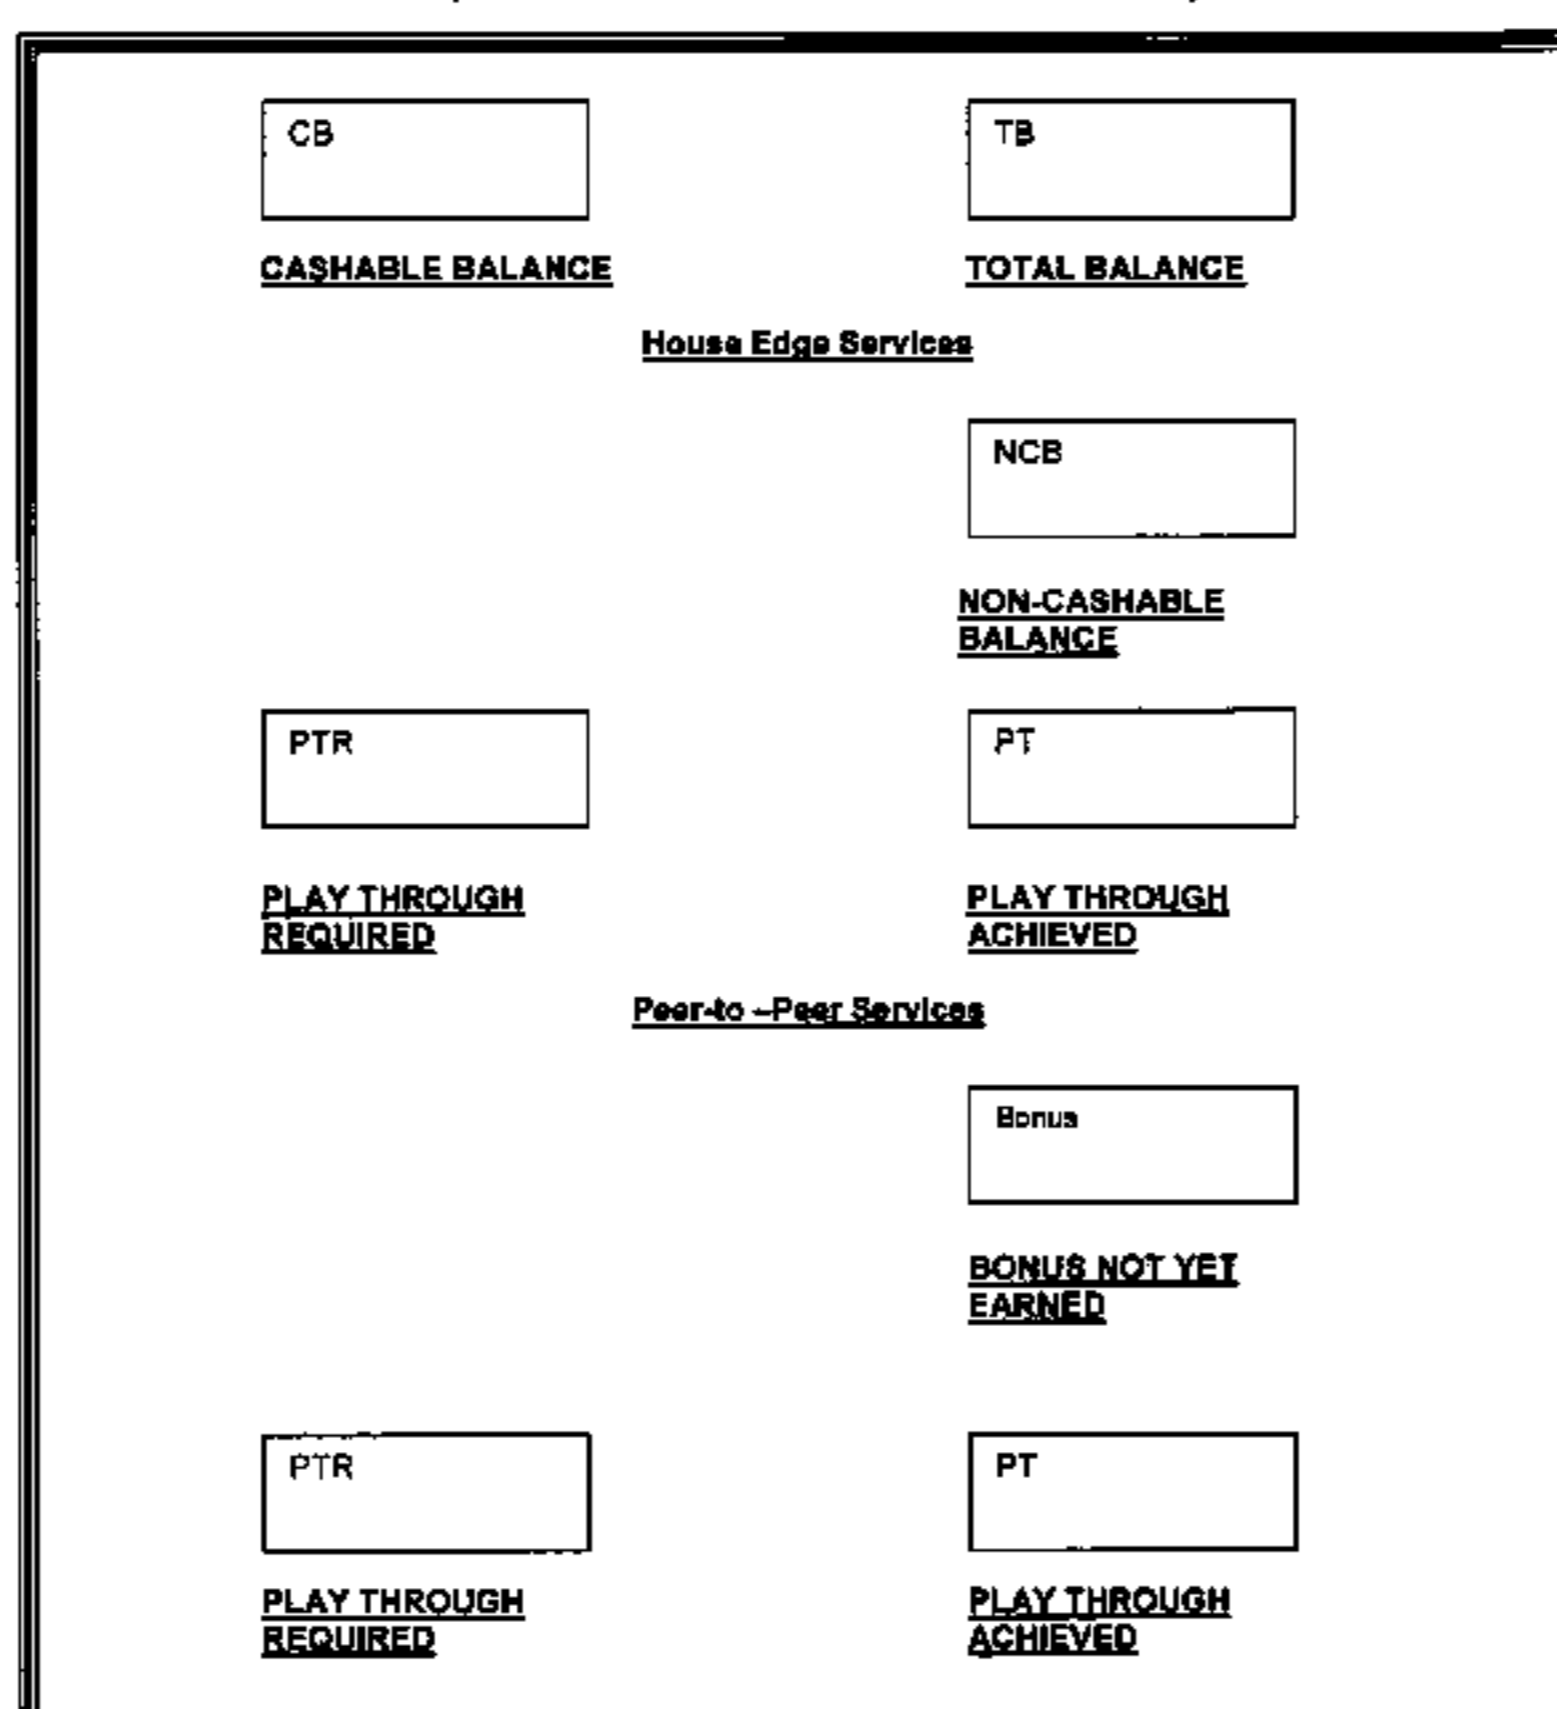 CB
TB
CASHABLE BALANCE
TOTAL BALANCE
House Edge Services
NCB
NON-CASHABLE
BALANCE
PTR
PT
PLAY THROUGH
REQUIRED
PLAY THROUGH
ACHIEVED
Peer-to –Peer Services
Bonus
BONUS NOT YET
EARNED
PTR
PT
PLAY THROUGH
REQUIRED
PLAY THROUGH
ACHIEVED